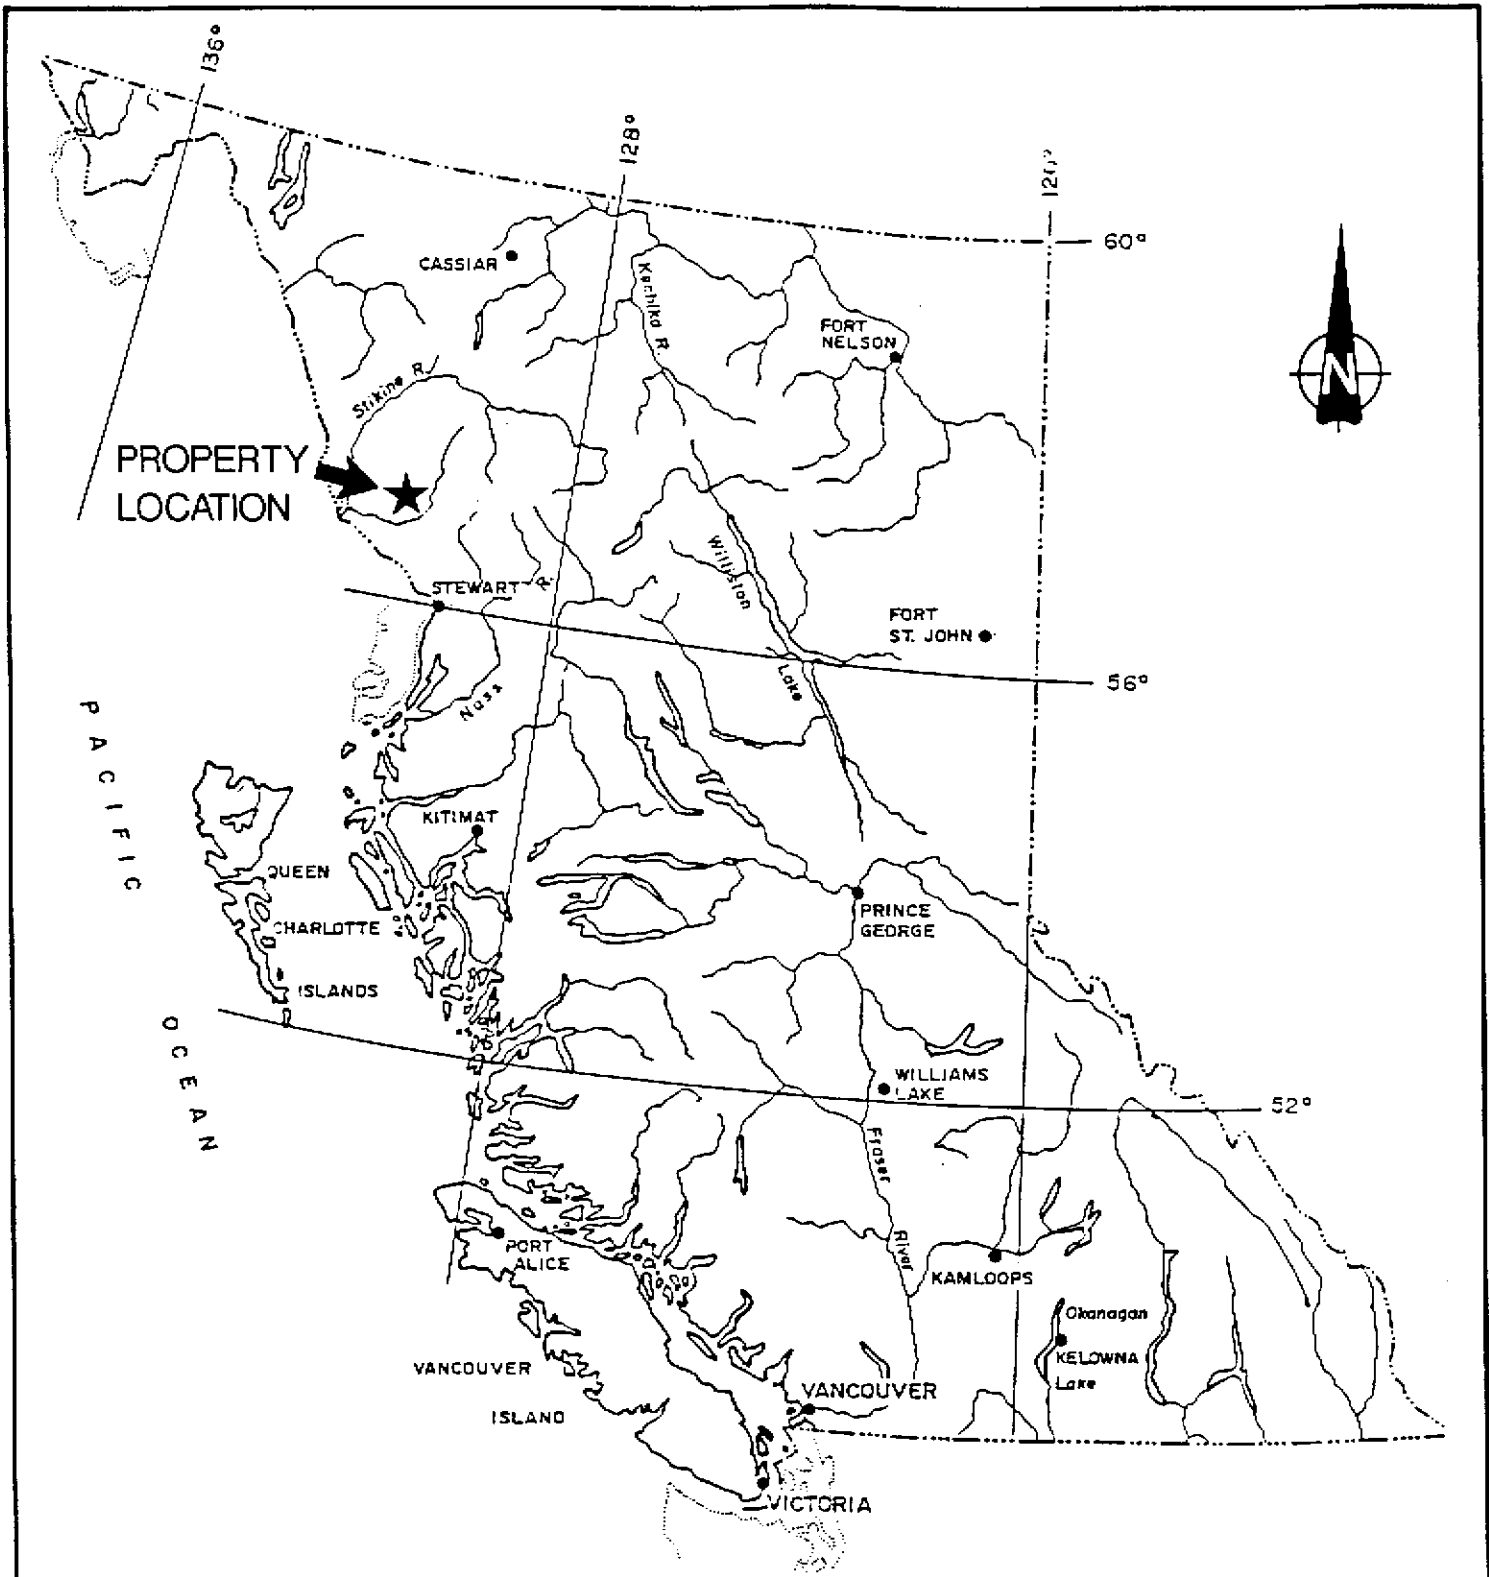 136°
128°
120°
60°
CASSIAR
Kechika R.
FORT
NELSON
N
Stikine R.
PROPERTY
LOCATION
Williston
STEWART
R.
FORT
ST. JOHN
56°
Lake
Nass
PACIFIC
KITIMAT
QUEEN
CHARLOTTE
ISLANDS
PRINCE
GEORGE
OCEAN
WILLIAMS
LAKE
52°
Fraser
River
PORT
ALICE
KAMLOOPS
Okanagan
KELOWNA
Lake
VANCOUVER
ISLAND
VANCOUVER
VICTORIA